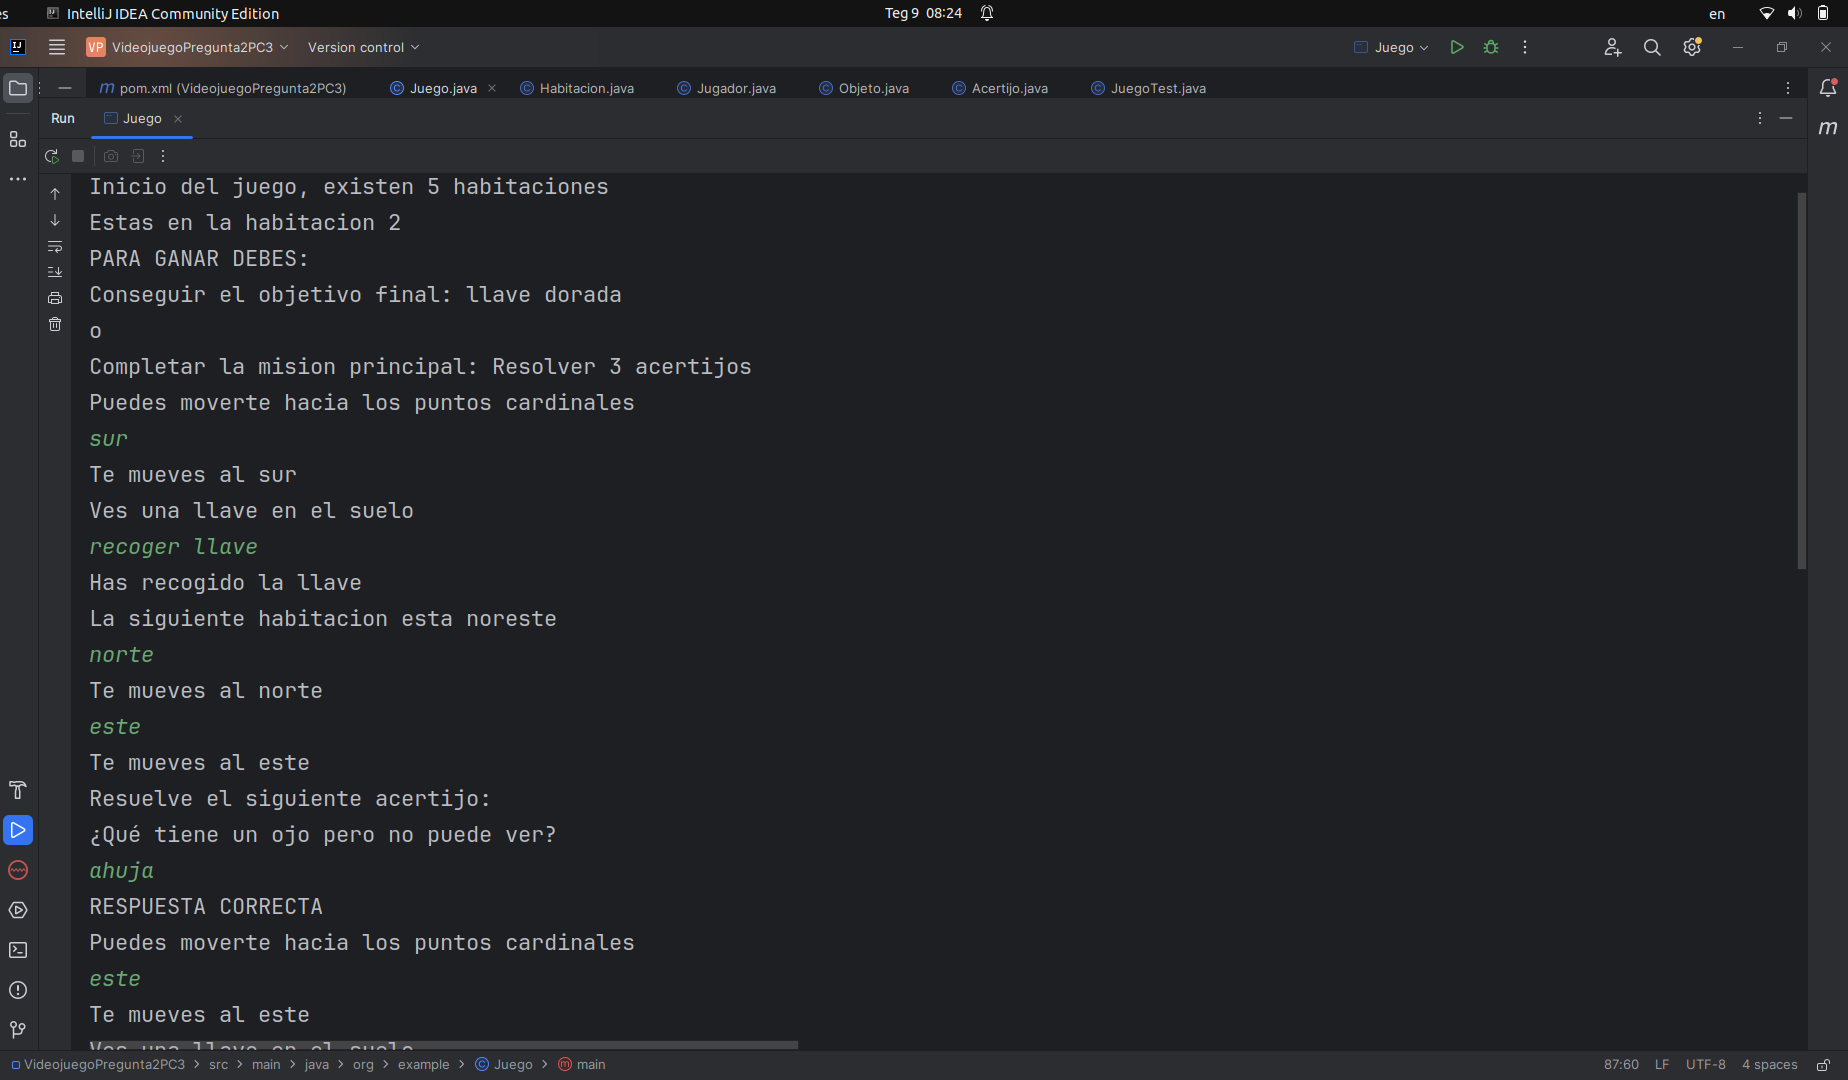 es
IntelliJ IDEA Community Edition
Teg 9 08:24
en
VP VideojuegoPregunta2PC3
Version control
Juego
pom.xml (VideojuegoPregunta2PC3)
Juego.java
Habitacion.java
Jugador.java
Objeto.java
Acertijo.java
JuegoTest.java
Run
Juego
Inicio del juego, existen 5 habitaciones
Estas en la habitacion 2
PARA GANAR DEBES:
Conseguir el objetivo final: llave dorada
o
Completar la mision principal: Resolver 3 acertijos
Puedes moverte hacia los puntos cardinales
sur
Te mueves al sur
Ves una llave en el suelo
recoger llave
Has recogido la llave
La siguiente habitacion esta noreste
norte
Te mueves al norte
este
Te mueves al este
Resuelve el siguiente acertijo:
¿Qué tiene un ojo pero no puede ver?
ahuja
RESPUESTA CORRECTA
Puedes moverte hacia los puntos cardinales
este
Te mueves al este
Ves una llave en el suelo
VideojuegoPregunta2PC3 > src > main > java > org > example > Juego > main
87:60 LF UTF-8 4 spaces